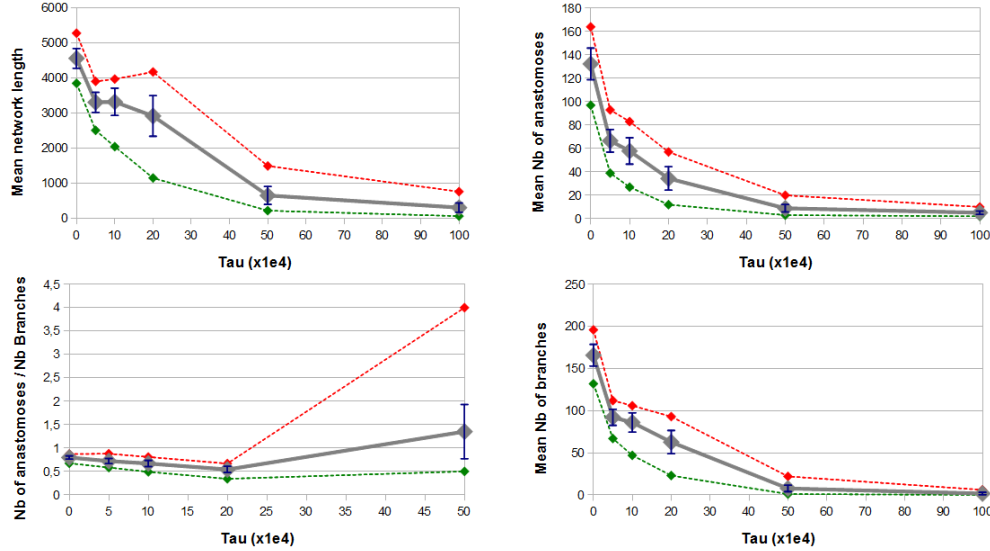 Mean network length
6000
5000
4000
3000
2000
1000
0
0 10 20 30 40 50 60 70 80 90 100
Tau (x1e4)
Mean Nb of anastomoses
180
160
140
120
100
80
60
40
20
0
0 10 20 30 40 50 60 70 80 90 100
Tau (x1e4)
Nb of anastomoses / Nb Branches
4,5
4
3,5
3
2,5
2
1,5
1
0,5
0
0 5 10 15 20 25 30 35 40 45 50
Tau (x1e4)
Mean Nb of branches
250
200
150
100
50
0
0 10 20 30 40 50 60 70 80 90 100
Tau (x1e4)